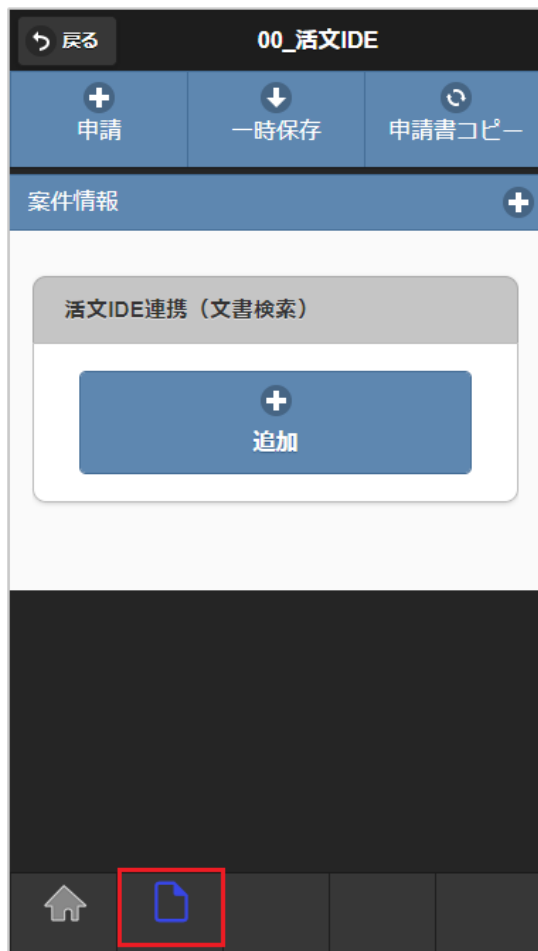 戻る
00_活文IDE
申請
一時保存
申請書コピー
案件情報
活文IDE連携（文書検索）
追加